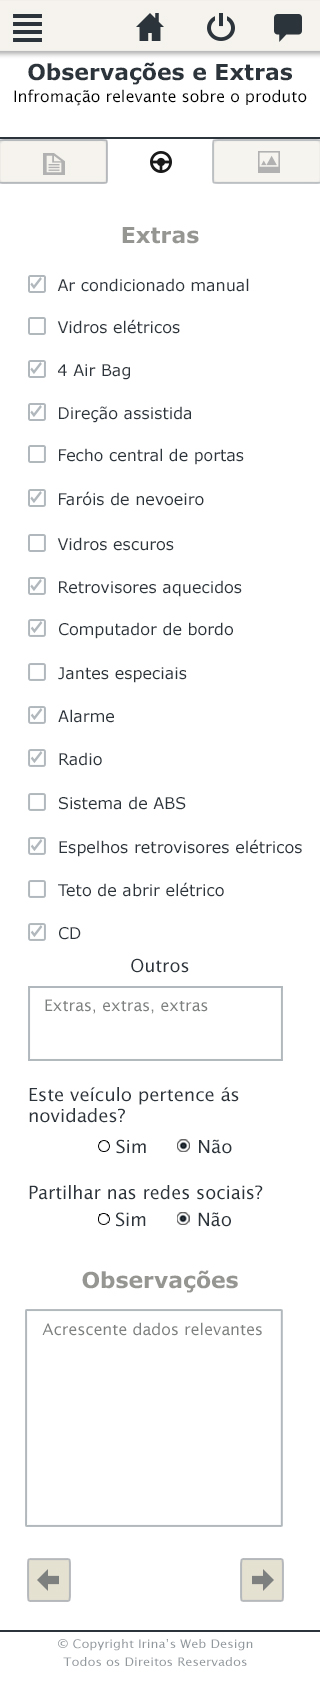 Observações e Extras
Infromação relevante sobre o produto
Extras
Ar condicionado manual
Vidros elétricos
4 Air Bag
Direção assistida
Fecho central de portas
Faróis de nevoeiro
Vidros escuros
Retrovisores aquecidos
Computador de bordo
Jantes especiais
Alarme
Radio
Sistema de ABS
Espelhos retrovisores elétricos
Teto de abrir elétrico
CD
Outros
Extras, extras, extras
Este veículo pertence ás
novidades?
Sim Não
Partilhar nas redes sociais?
Sim Não
Observações
Acrescente dados relevantes
© Copyright Irina's Web Design
Todos os Direitos Reservados